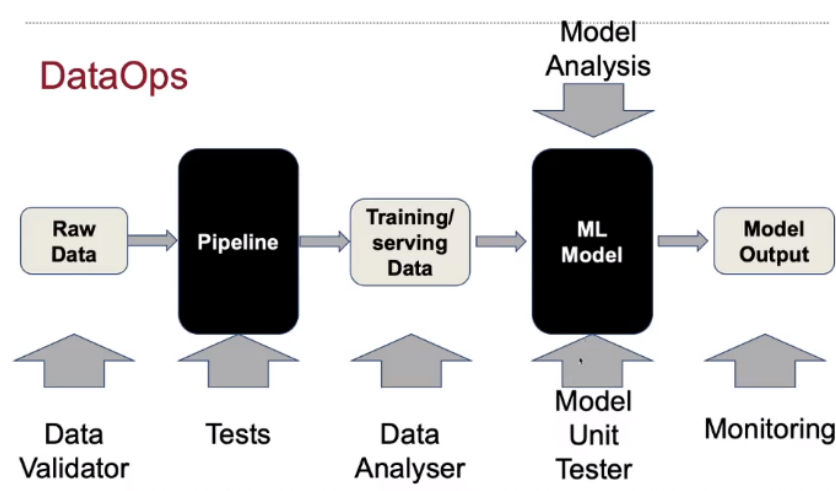 DataOps
Model
Analysis
Raw
Data
Pipeline
Training/
serving
Data
ML
Model
Model
Output
Data
Validator
Tests
Data
Analyser
Model
Unit
Tester
Monitoring